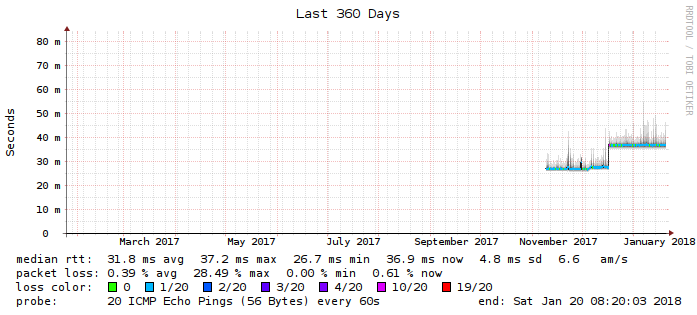 Last 360 Days
RRDTOOL / TOBI OETIKER
Seconds
80 m
70 m
60 m
50 m
40 m
30 m
20 m
10 m
0
March 2017 May 2017 July 2017 September 2017 November 2017 January 2018
median rtt: 31.8 ms avg 37.2 ms max 26.7 ms min 36.9 ms now 4.8 ms sd 6.6 am/s
packet loss: 0.39 % avg 28.49 % max 0.00 % min 0.61 % now
loss color: 0 1/20 2/20 3/20 4/20 10/20 19/20
probe: 20 ICMP Echo Pings (56 Bytes) every 60s end: Sat Jan 20 08:20:03 2018